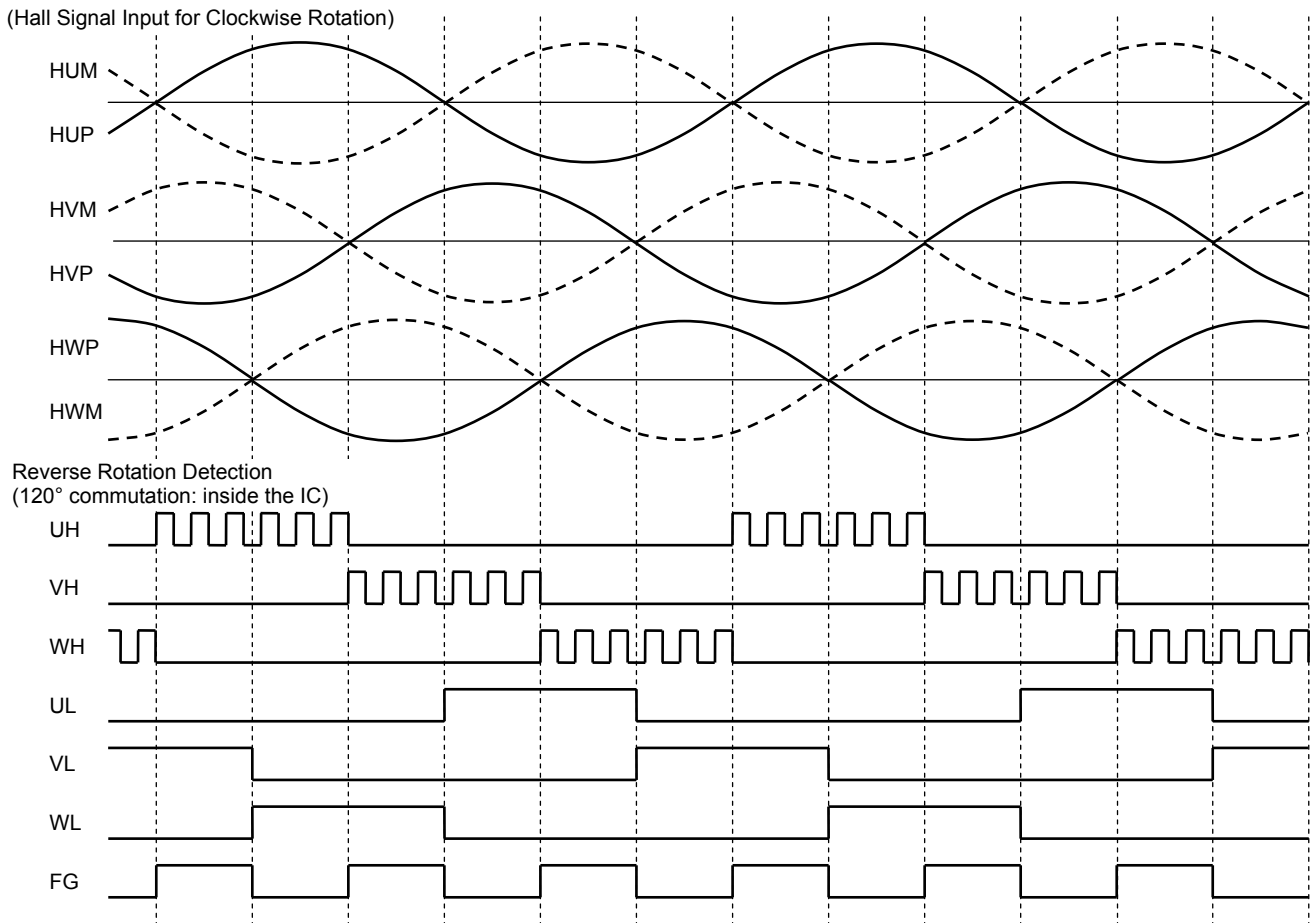 (Hall Signal Input for Clockwise Rotation)
HUM
HUP
HVM
HVP
HWP
HWM
Reverse Rotation Detection
(120° commutation: inside the IC)
UH
VH
WH
UL
VL
WL
FG